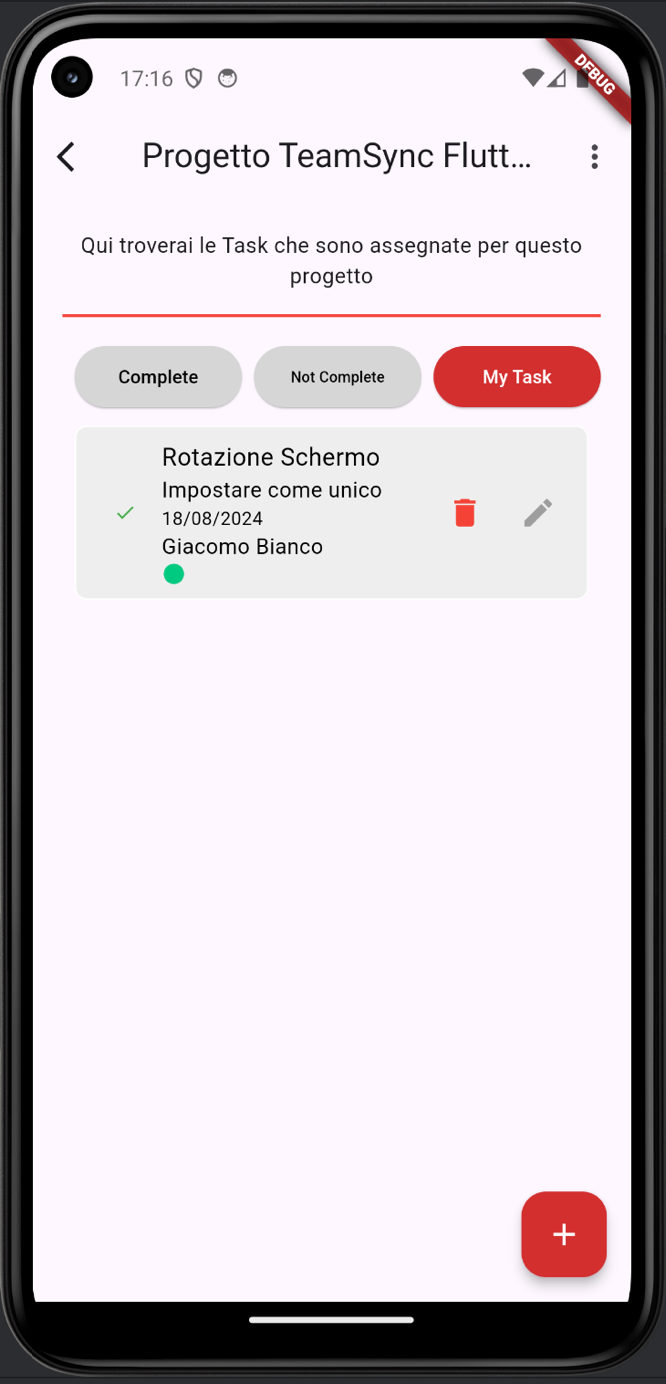 17:16
DEBUG
Progetto TeamSync Flutt...
Qui troverai le Task che sono assegnate per questo
progetto
Complete
Not Complete
My Task
Rotazione Schermo
Impostare come unico
18/08/2024
Giacomo Bianco